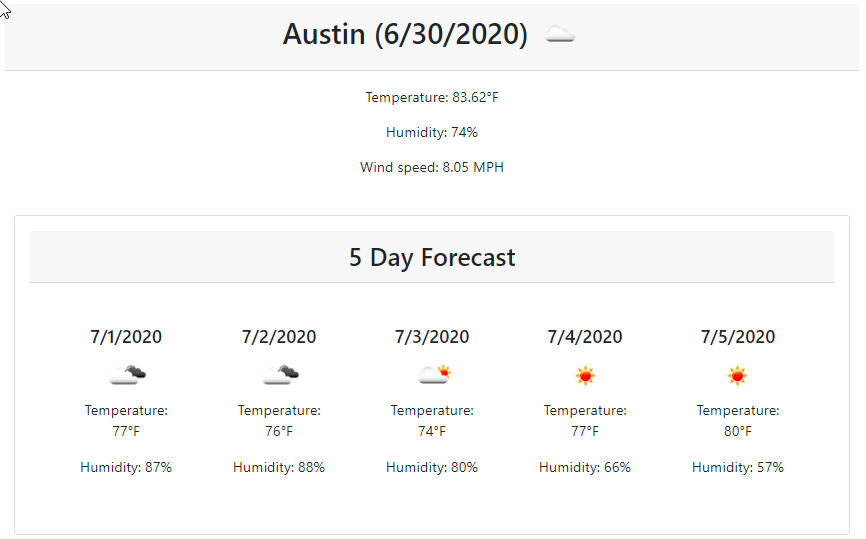 Austin (6/30/2020)
Temperature: 83.62°F
Humidity: 74%
Wind speed: 8.05 MPH
5 Day Forecast
7/1/2020
Temperature:
77°F
Humidity: 87%
7/2/2020
Temperature:
76°F
Humidity: 88%
7/3/2020
Temperature:
74°F
Humidity: 80%
7/4/2020
Temperature:
77°F
Humidity: 66%
7/5/2020
Temperature:
80°F
Humidity: 57%